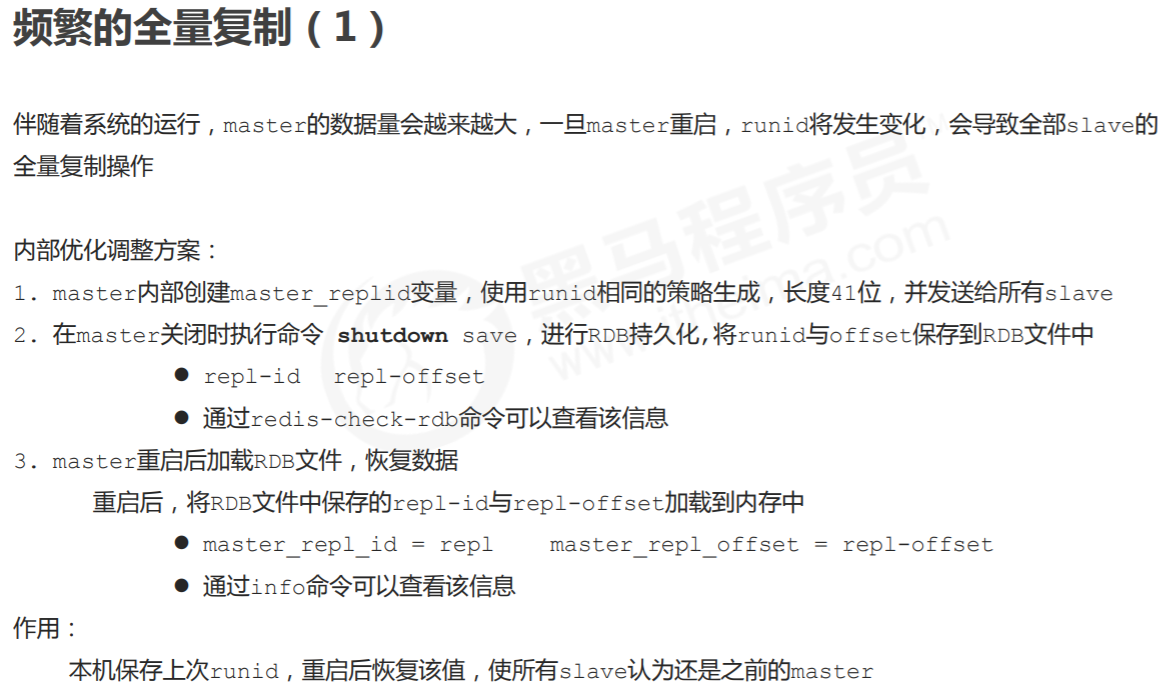 频繁的全量复制（1）
伴随着系统的运行，master的数据量会越来越大，一旦master重启，runid将发生变化，会导致全部slave的
全量复制操作
内部优化调整方案：
1. master内部创建master_replid变量，使用runid相同的策略生成，长度41位，并发送给所有slave
2. 在master关闭时执行命令 shutdown save，进行RDB持久化,将runid与offset保存到RDB文件中
● repl-id repl-offset
● 通过redis-check-rdb命令可以查看该信息
3. master重启后加载RDB文件，恢复数据
重启后，将RDB文件中保存的repl-id与repl-offset加载到内存中
● master_repl_id = repl master_repl_offset = repl-offset
● 通过info命令可以查看该信息
作用：
本机保存上次runid，重启后恢复该值，使所有slave认为还是之前的master
黑马程序员
www.itheima.com